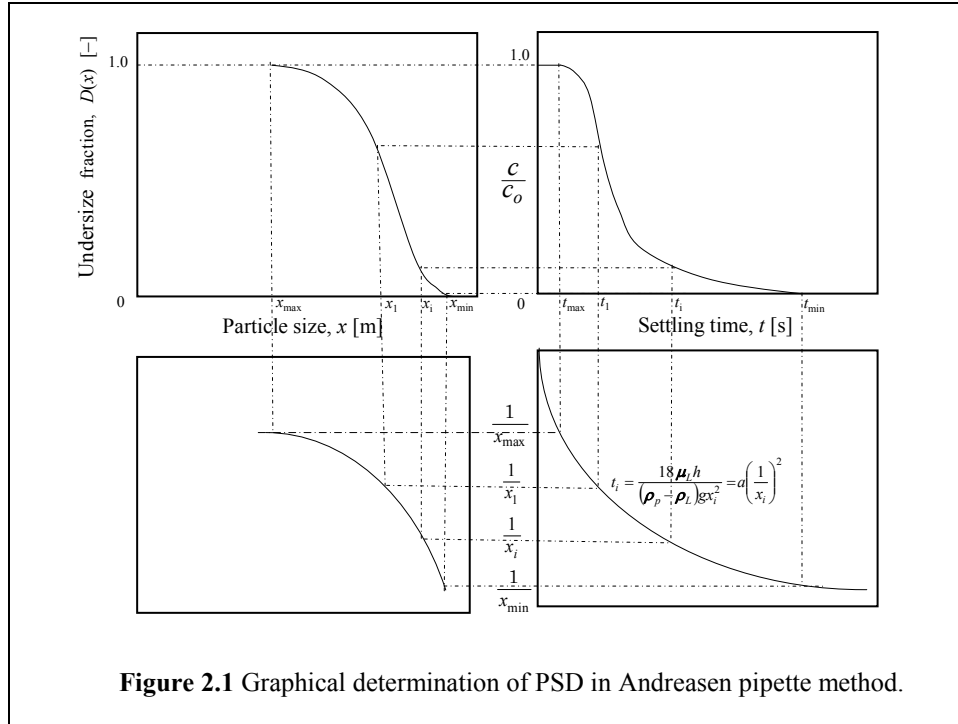 Undersize fraction, D(x) [−]
1.0
0
x_max x_1 x_i x_min
Particle size, x [m]
1.0
c/c_o
0
t_max t_1 t_i t_min
Settling time, t [s]
1/x_max
1/x_1
1/x_i
1/x_min
t_i = 18 μ_L h / (ρ_p − ρ_L) g x_i^2 = a (1/x_i)^2
Figure 2.1 Graphical determination of PSD in Andreasen pipette method.